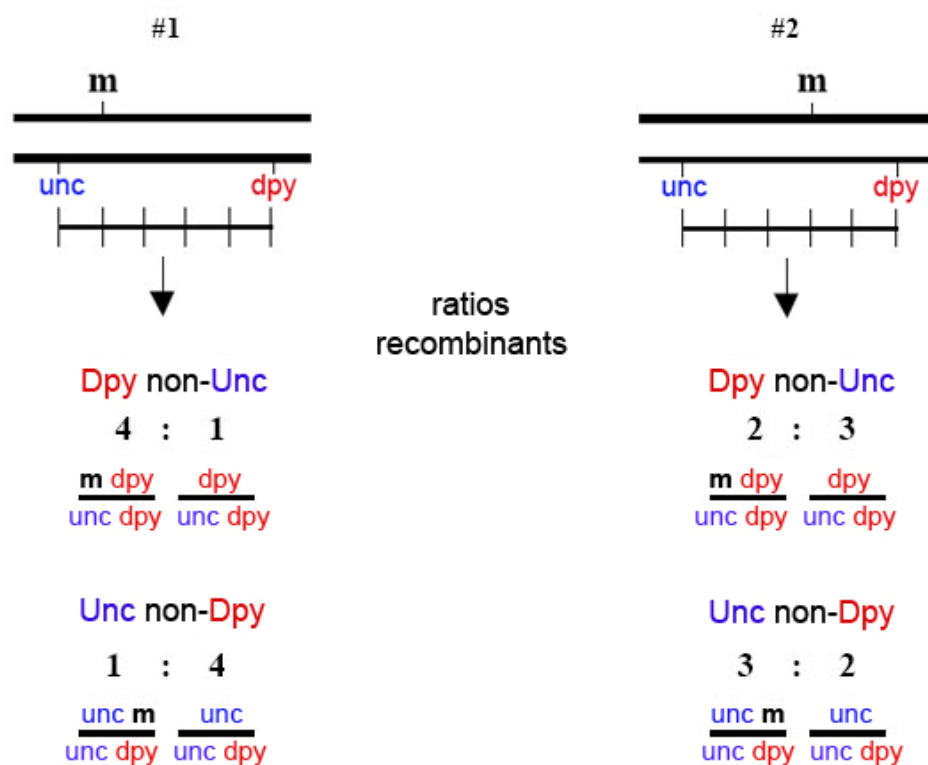 #1 #2
m m
unc dpy unc dpy
ratios
recombinants
Dpy non-Unc Dpy non-Unc
4 : 1 2 : 3
m dpy dpy m dpy dpy
unc dpy unc dpy unc dpy unc dpy
Unc non-Dpy Unc non-Dpy
1 : 4 3 : 2
unc m unc unc m unc
unc dpy unc dpy unc dpy unc dpy